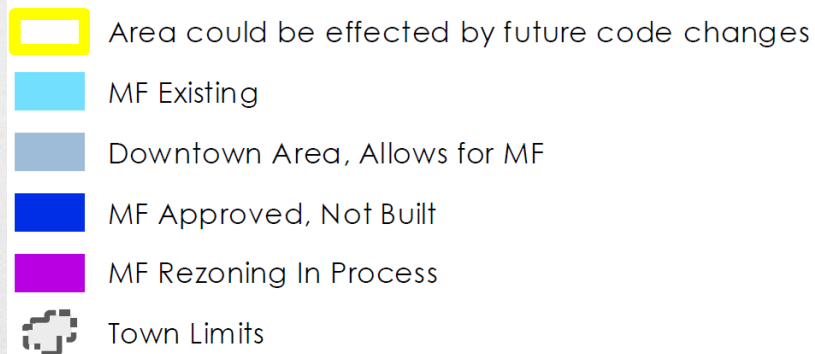 Area could be effected by future code changes
MF Existing
Downtown Area, Allows for MF
MF Approved, Not Built
MF Rezoning In Process
Town Limits